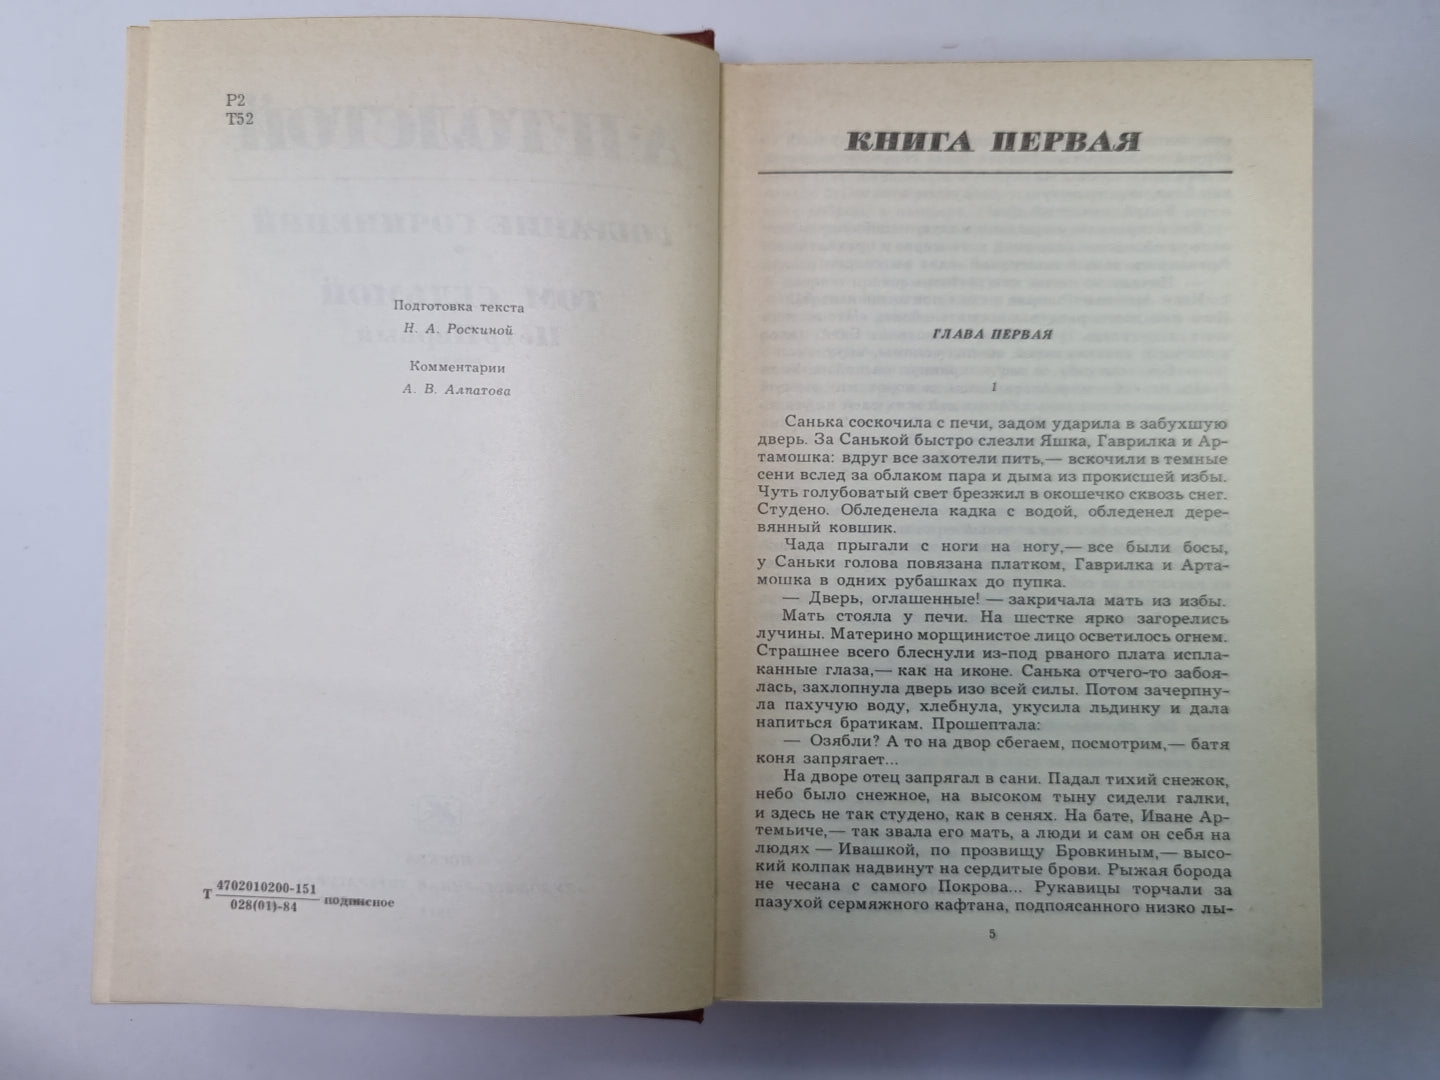 Р2
Т52
Подготовка текста
Н. А. Роскиной
Комментарии
А. В. Алпатова
Т 4702010200-151
028(01)-84 подписное
КНИГА ПЕРВАЯ
ГЛАВА ПЕРВАЯ
1
Санька соскочила с печи, задом ударила в забухшую
дверь. За Санькой быстро слезли Яшка, Гаврилка и Ар-
тамошка: вдруг все захотели пить,— вскочили в темные
сени вслед за облаком пара и дыма из прокисшей избы.
Чуть голубоватый свет брезжил в окошечко сквозь снег.
Студено. Обледенела кадка с водой, обледенел дере-
вянный ковшик.
Чада прыгали с ноги на ногу,— все были босы,
у Саньки голова повязана платком, Гаврилка и Арта-
мошка в одних рубашках до пупка.
— Дверь, оглашенные! — закричала мать из избы.
Мать стояла у печи. На шестке ярко загорелись
лучины. Материно морщинистое лицо осветилось огнем.
Страшнее всего блеснули из-под рваного плата испла-
канные глаза,— как на иконе. Санька отчего-то забоя-
лась, захлопнула дверь изо всей силы. Потом зачерпну-
ла пахучую воду, хлебнула, укусила льдинку и дала
напиться братикам. Прошептала:
— Озябли? А то на двор сбегаем, посмотрим,— батя
коня запрягает...
На дворе отец запрягал в сани. Падал тихий снежок,
небо было снежное, на высоком тыну сидели галки,
и здесь не так студено, как в сенях. На бате, Иване Ар-
темьиче,— так звала его мать, а люди и сам он себя на
людях — Ивашкой, по прозвищу Бровкиным,— высо-
кий колпак надвинут на сердитые брови. Рыжая борода
не чесана с самого Покрова... Рукавицы торчали за
пазухой сермяжного кафтана, подпоясанного низко лы-
5